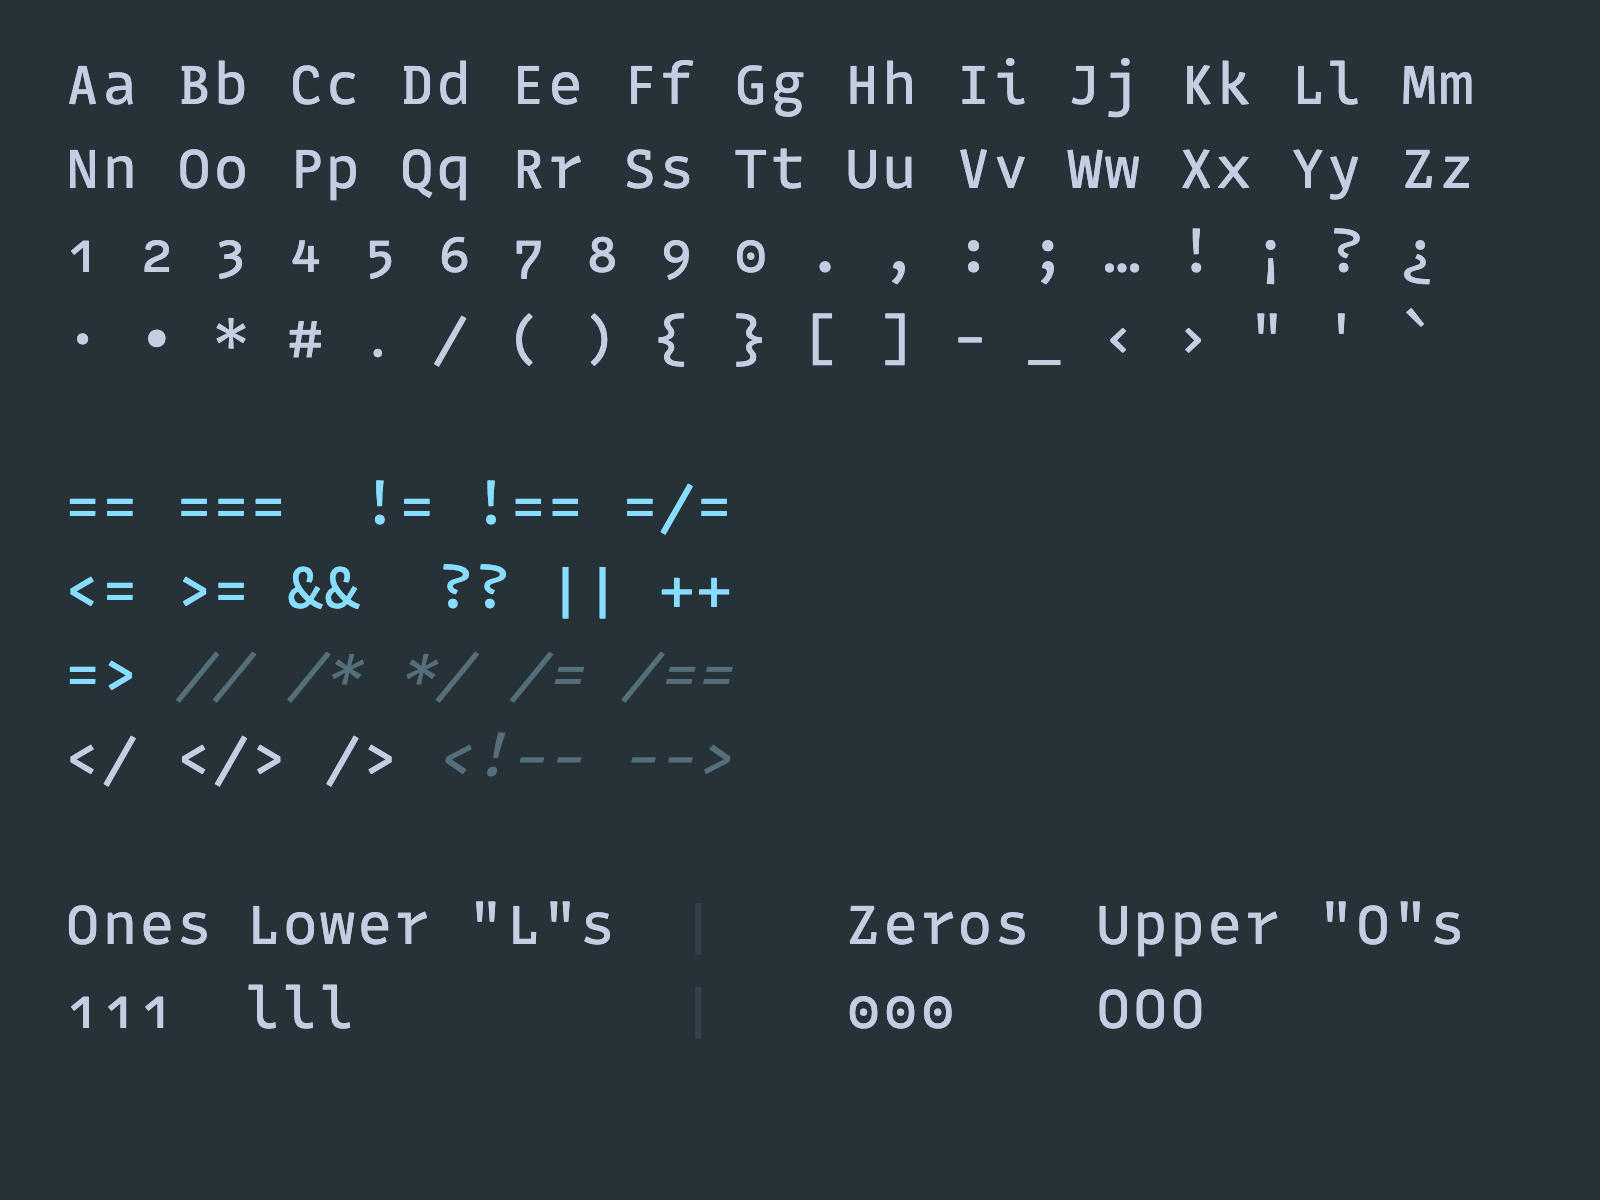 Aa Bb Cc Dd Ee Ff Gg Hh Ii Jj Kk Ll Mm
Nn Oo Pp Qq Rr Ss Tt Uu Vv Ww Xx Yy Zz
1 2 3 4 5 6 7 8 9 0 . , : ; … ! ¡ ? ¿
· • * # . / ( ) { } [ ] - _ ‹ › " ' `
== === != !== =/=
<= >= && ?? || ++
=> // /* */ /= /==
</ </> /> <!-- -->
Ones Lower "L"s | Zeros Upper "O"s
111 lll | 000 OOO